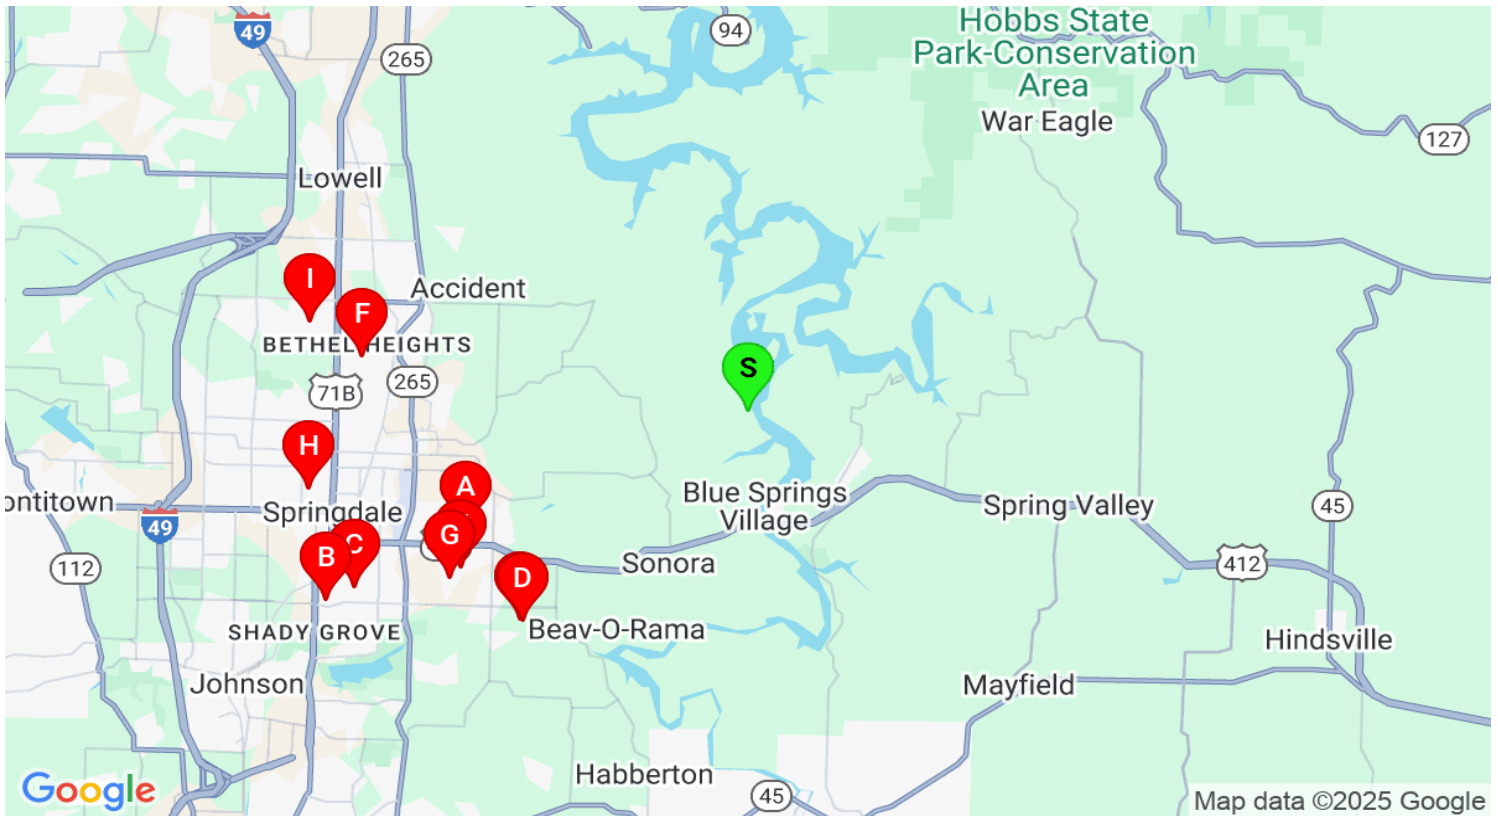 Hobbs State
Park-Conservation
Area
49
94
265
War Eagle
127
Lowell
I
Accident
F
BETHEL HEIGHTS
S
71B
265
H
A
Blue Springs
Village
ontitown
Springdale
Spring Valley
45
49
G
C
B
Sonora
412
112
D
Beav-O-Rama
SHADY GROVE
Hindsville
Johnson
Mayfield
Habberton
45
Google
Map data ©2025 Google